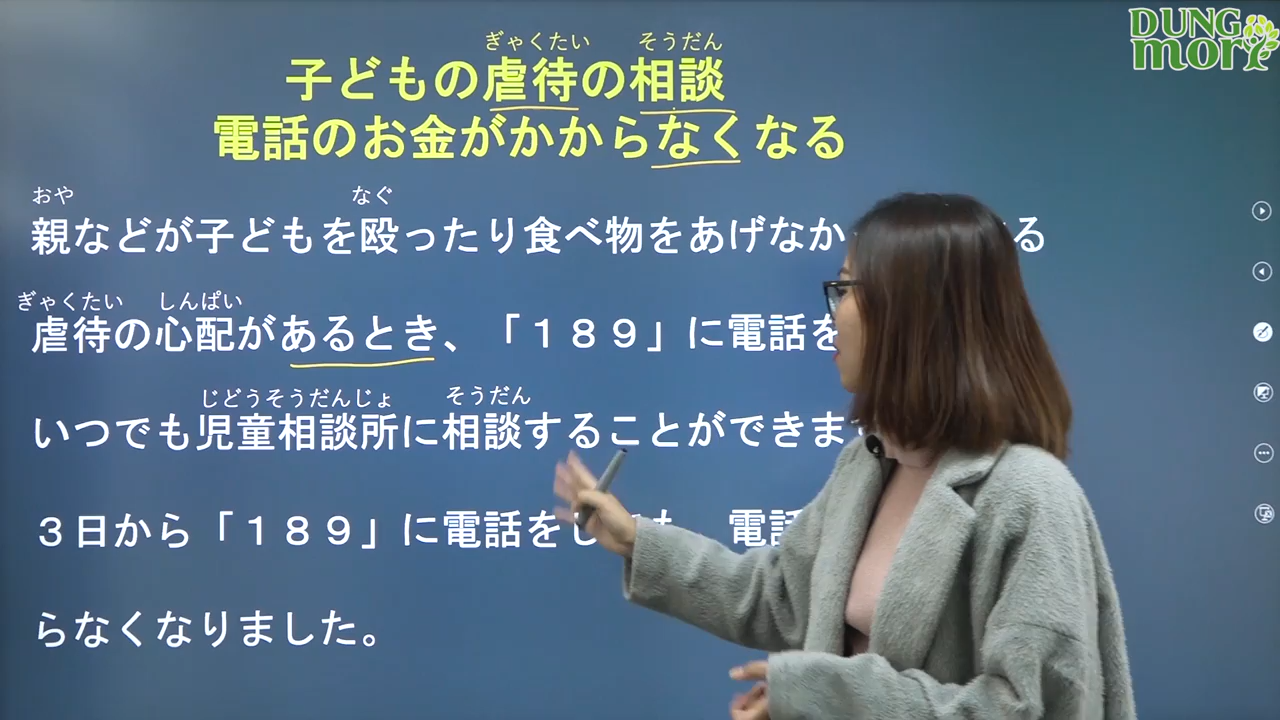 DUNG mori
ぎゃくたい そうだん
子どもの虐待の相談
電話のお金がかからなくなる
おや なぐ
親などが子どもを殴ったり食べ物をあげなか る
ぎゃくたい しんぱい
虐待の心配があるとき、「１８９」に電話を
じどうそうだんじょ そうだん
いつでも児童相談所に相談することができま
３日から「１８９」に電話をし 電話
らなくなりました。